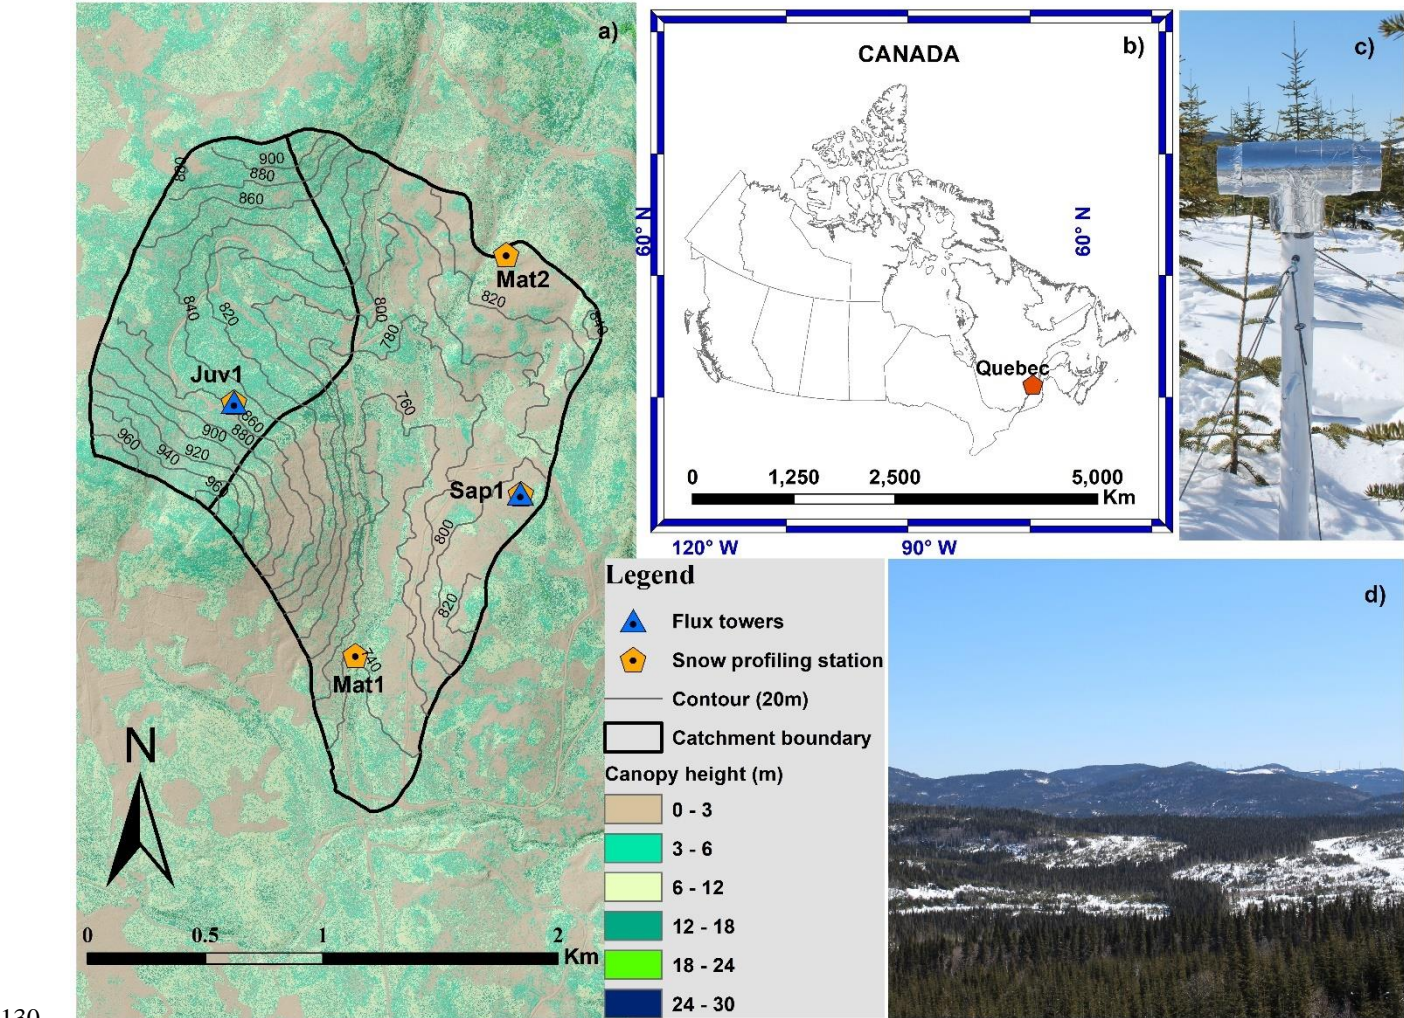 a)
900
880
880
860
840
820
800
780
820
840
Mat2
Juv1
860
880
900
920
940
960
960
760
Sap1
800
820
740
Mat1
N
0 0.5 1 2
Km
b)
CANADA
60° N
60° N
Quebec
0 1,250 2,500 5,000
Km
120° W 90° W
c)
Legend
Flux towers
Snow profiling station
Contour (20m)
Catchment boundary
Canopy height (m)
0 - 3
3 - 6
6 - 12
12 - 18
18 - 24
24 - 30
d)
130